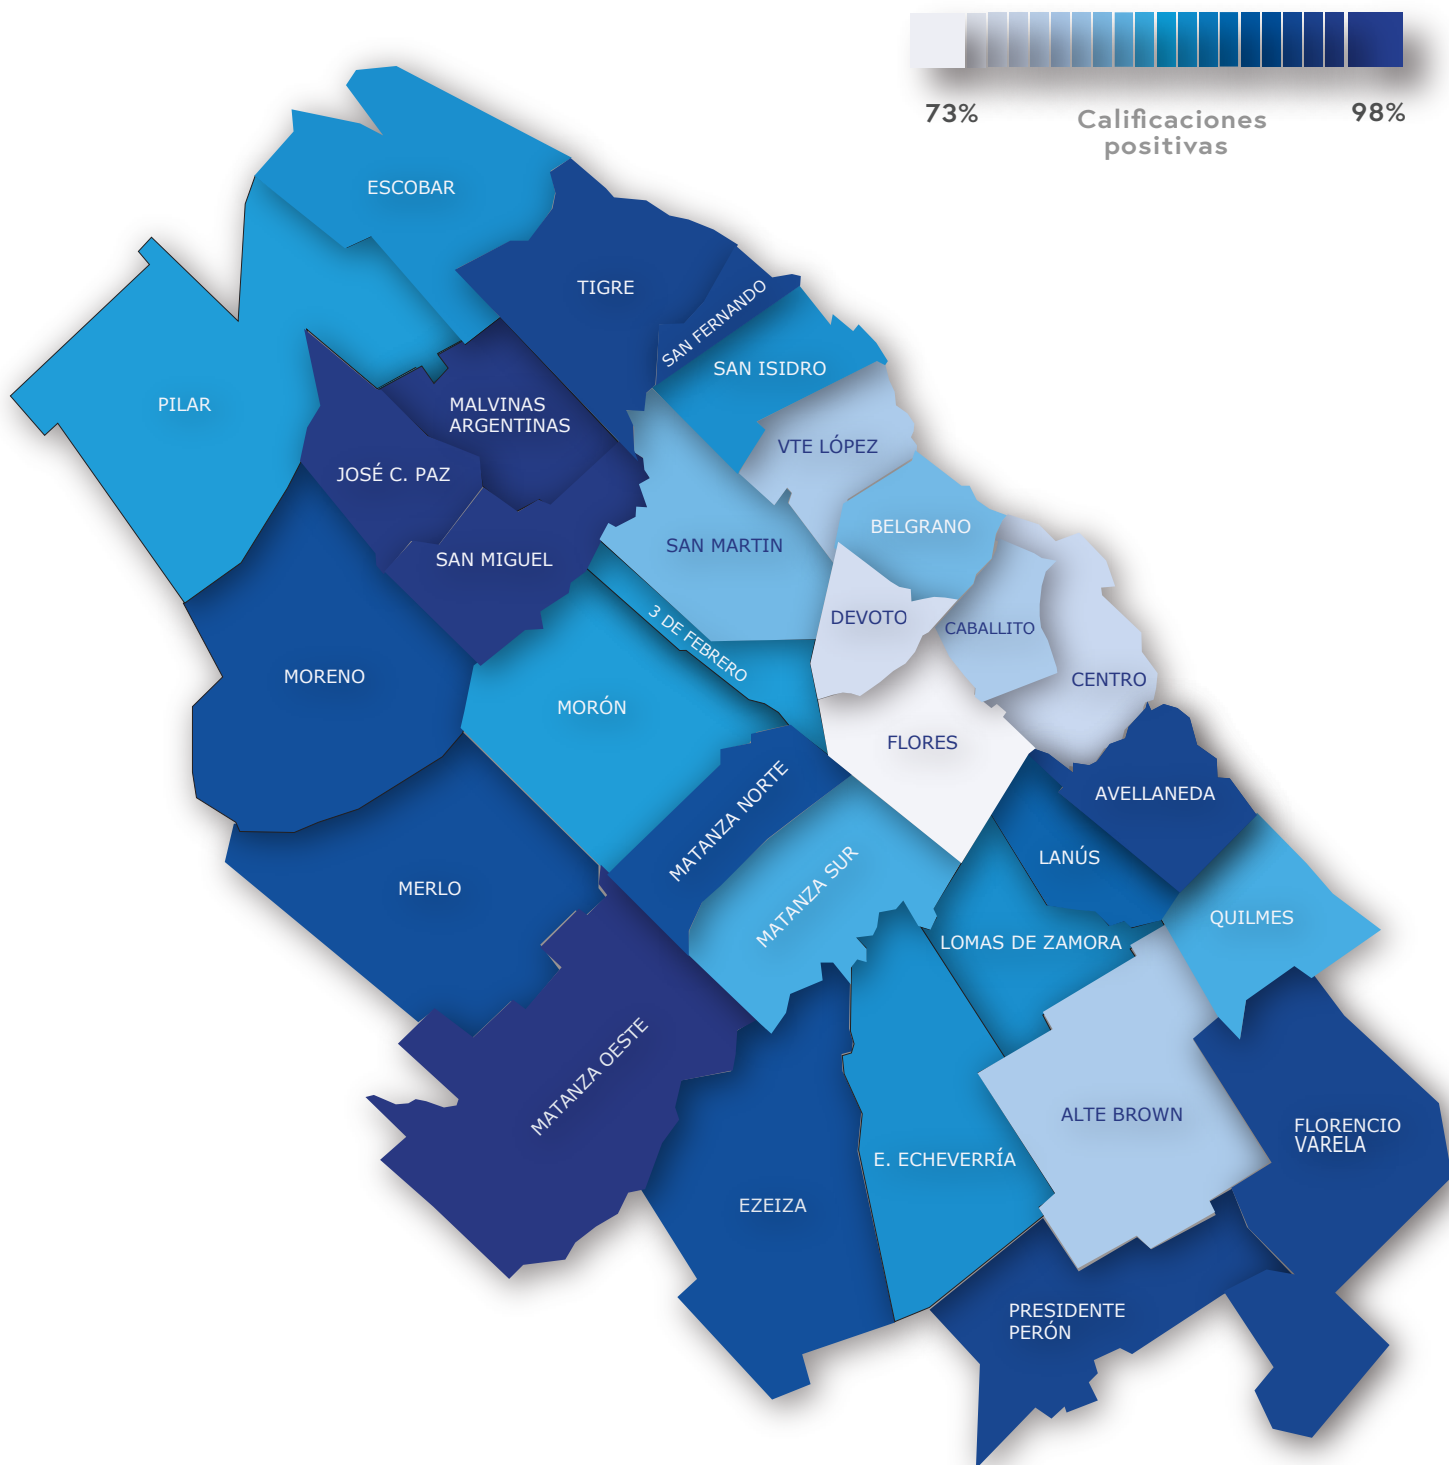 73%
98%
Calificaciones
positivas
ESCOBAR
TIGRE
SAN FERNANDO
SAN ISIDRO
PILAR
MALVINAS
ARGENTINAS
VTE LÓPEZ
JOSÉ C. PAZ
BELGRANO
SAN MARTIN
SAN MIGUEL
DEVOTO
CABALLITO
3 DE FEBRERO
MORENO
CENTRO
MORÓN
FLORES
AVELLANEDA
MATANZA NORTE
LANÚS
MERLO
MATANZA SUR
QUILMES
LOMAS DE ZAMORA
MATANZA OESTE
ALTE BROWN
FLORENCIO
VARELA
E. ECHEVERRÍA
EZEIZA
PRESIDENTE
PERÓN